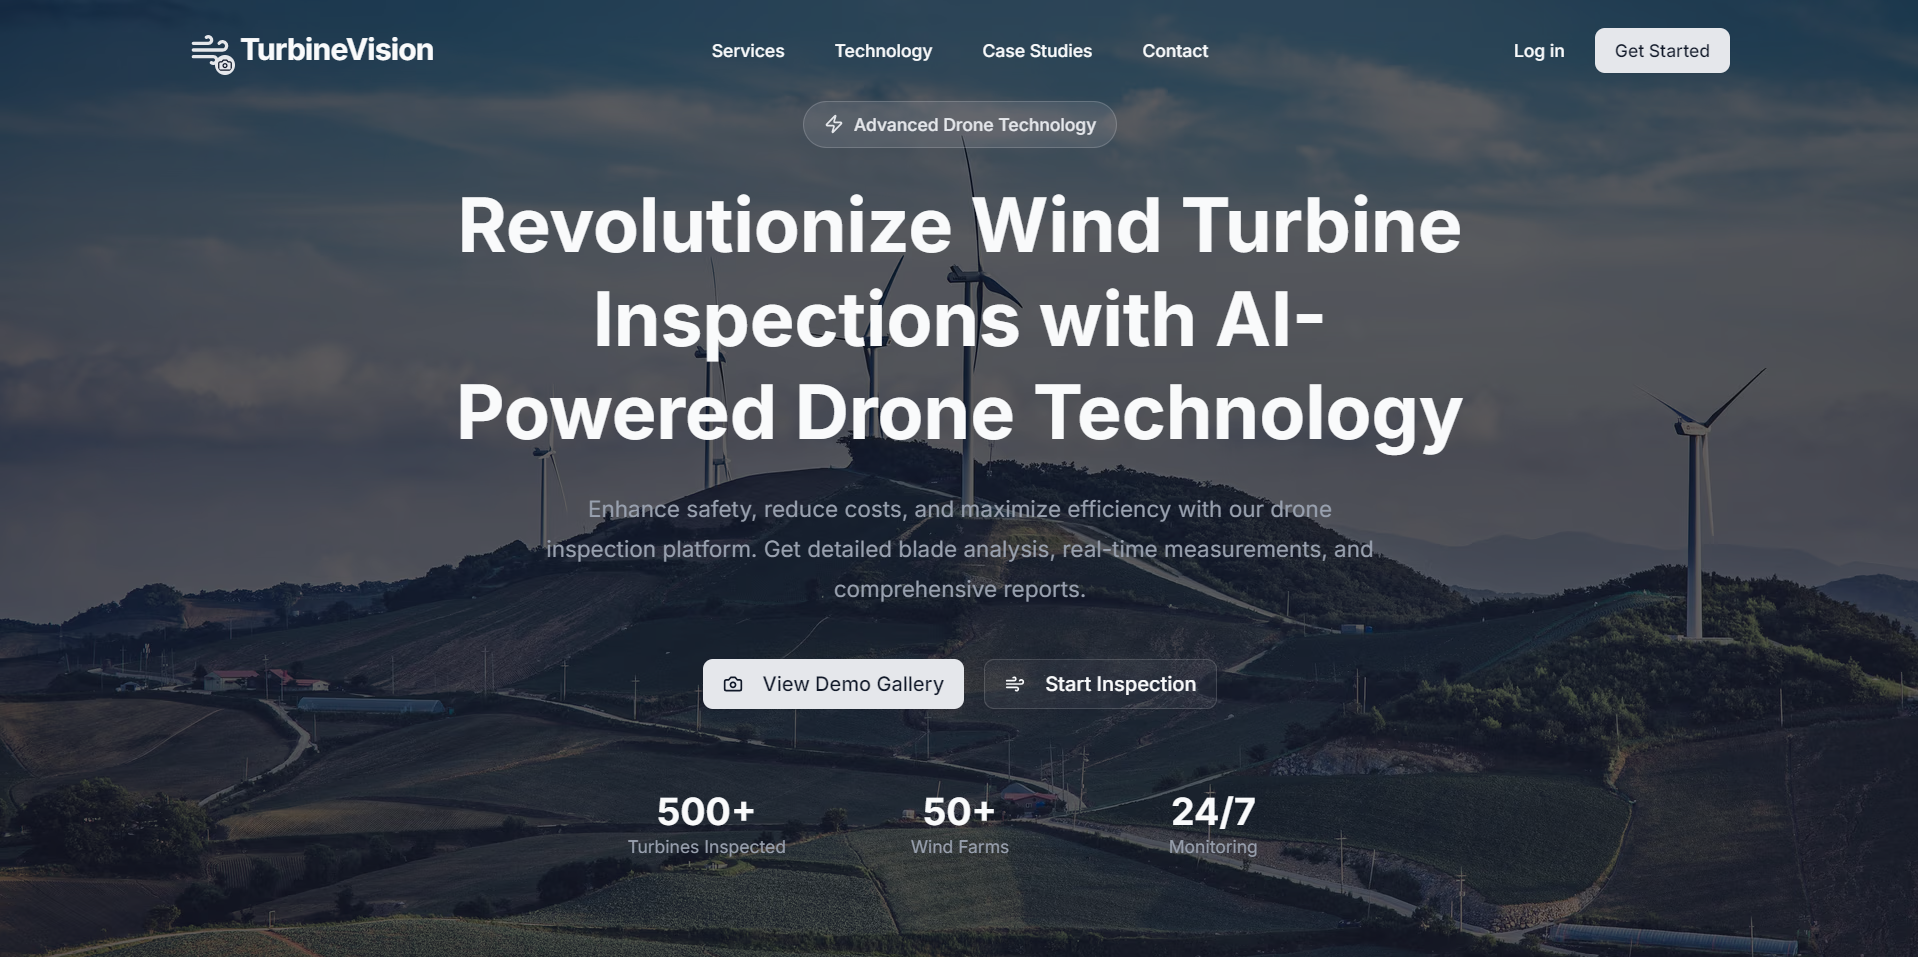 TurbineVision
Services
Technology
Case Studies
Contact
Log in
Get Started
Advanced Drone Technology
Revolutionize Wind Turbine
Inspections with AI-
Powered Drone Technology
Enhance safety, reduce costs, and maximize efficiency with our drone
inspection platform. Get detailed blade analysis, real-time measurements, and
comprehensive reports.
View Demo Gallery
Start Inspection
500+
Turbines Inspected
50+
Wind Farms
24/7
Monitoring